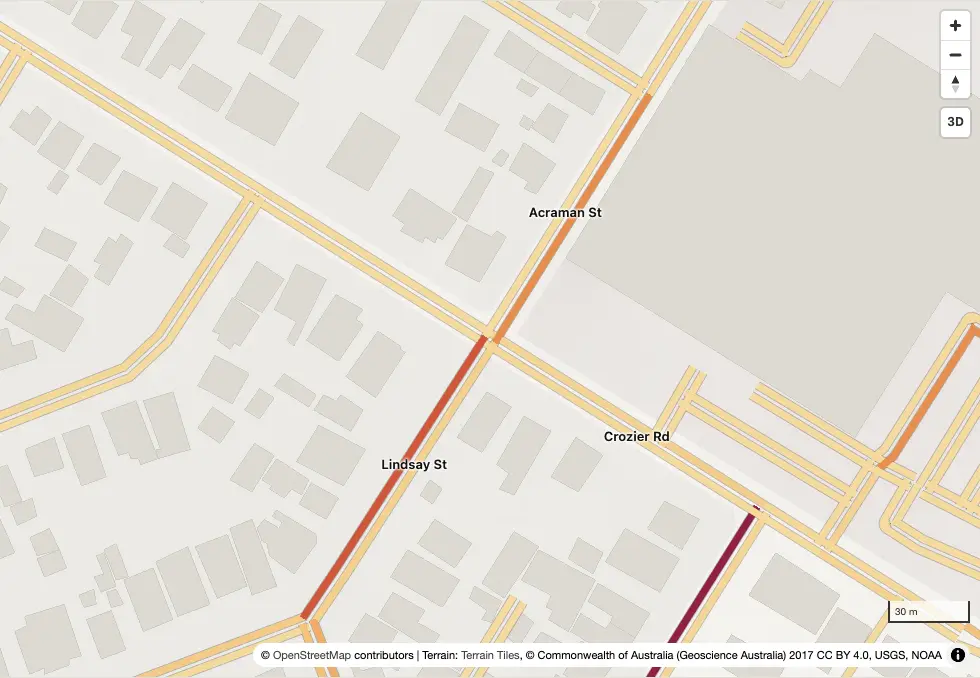 +
−
3D
Acraman St
Crozier Rd
Lindsay St
30 m
© OpenStreetMap contributors | Terrain: Terrain Tiles, © Commonwealth of Australia (Geoscience Australia) 2017 CC BY 4.0, USGS, NOAA